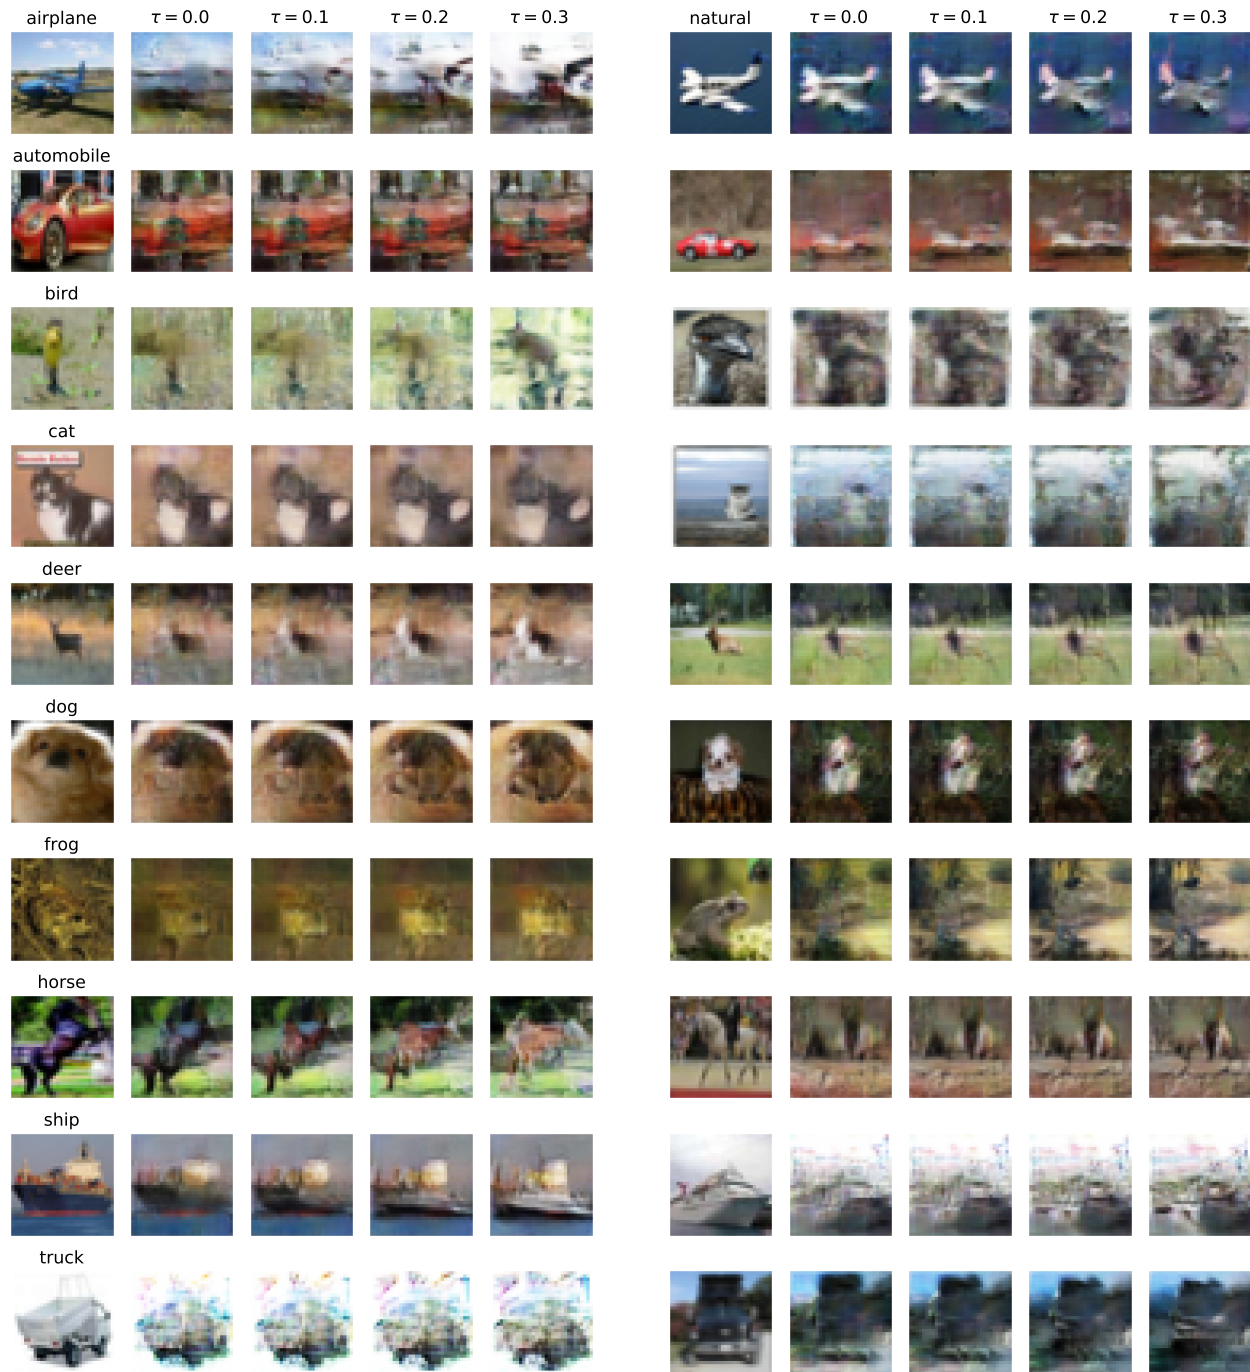 airplane τ = 0.0 τ = 0.1 τ = 0.2 τ = 0.3 natural τ = 0.0 τ = 0.1 τ = 0.2 τ = 0.3
automobile
bird
cat
deer
dog
frog
horse
ship
truck